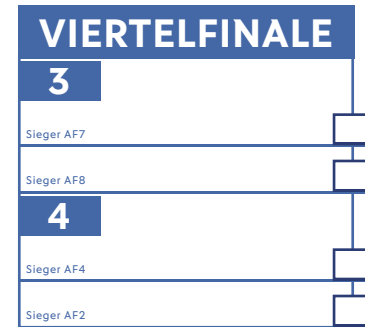 VIERTELFINALE
3
Sieger AF7
Sieger AF8
4
Sieger AF4
Sieger AF2